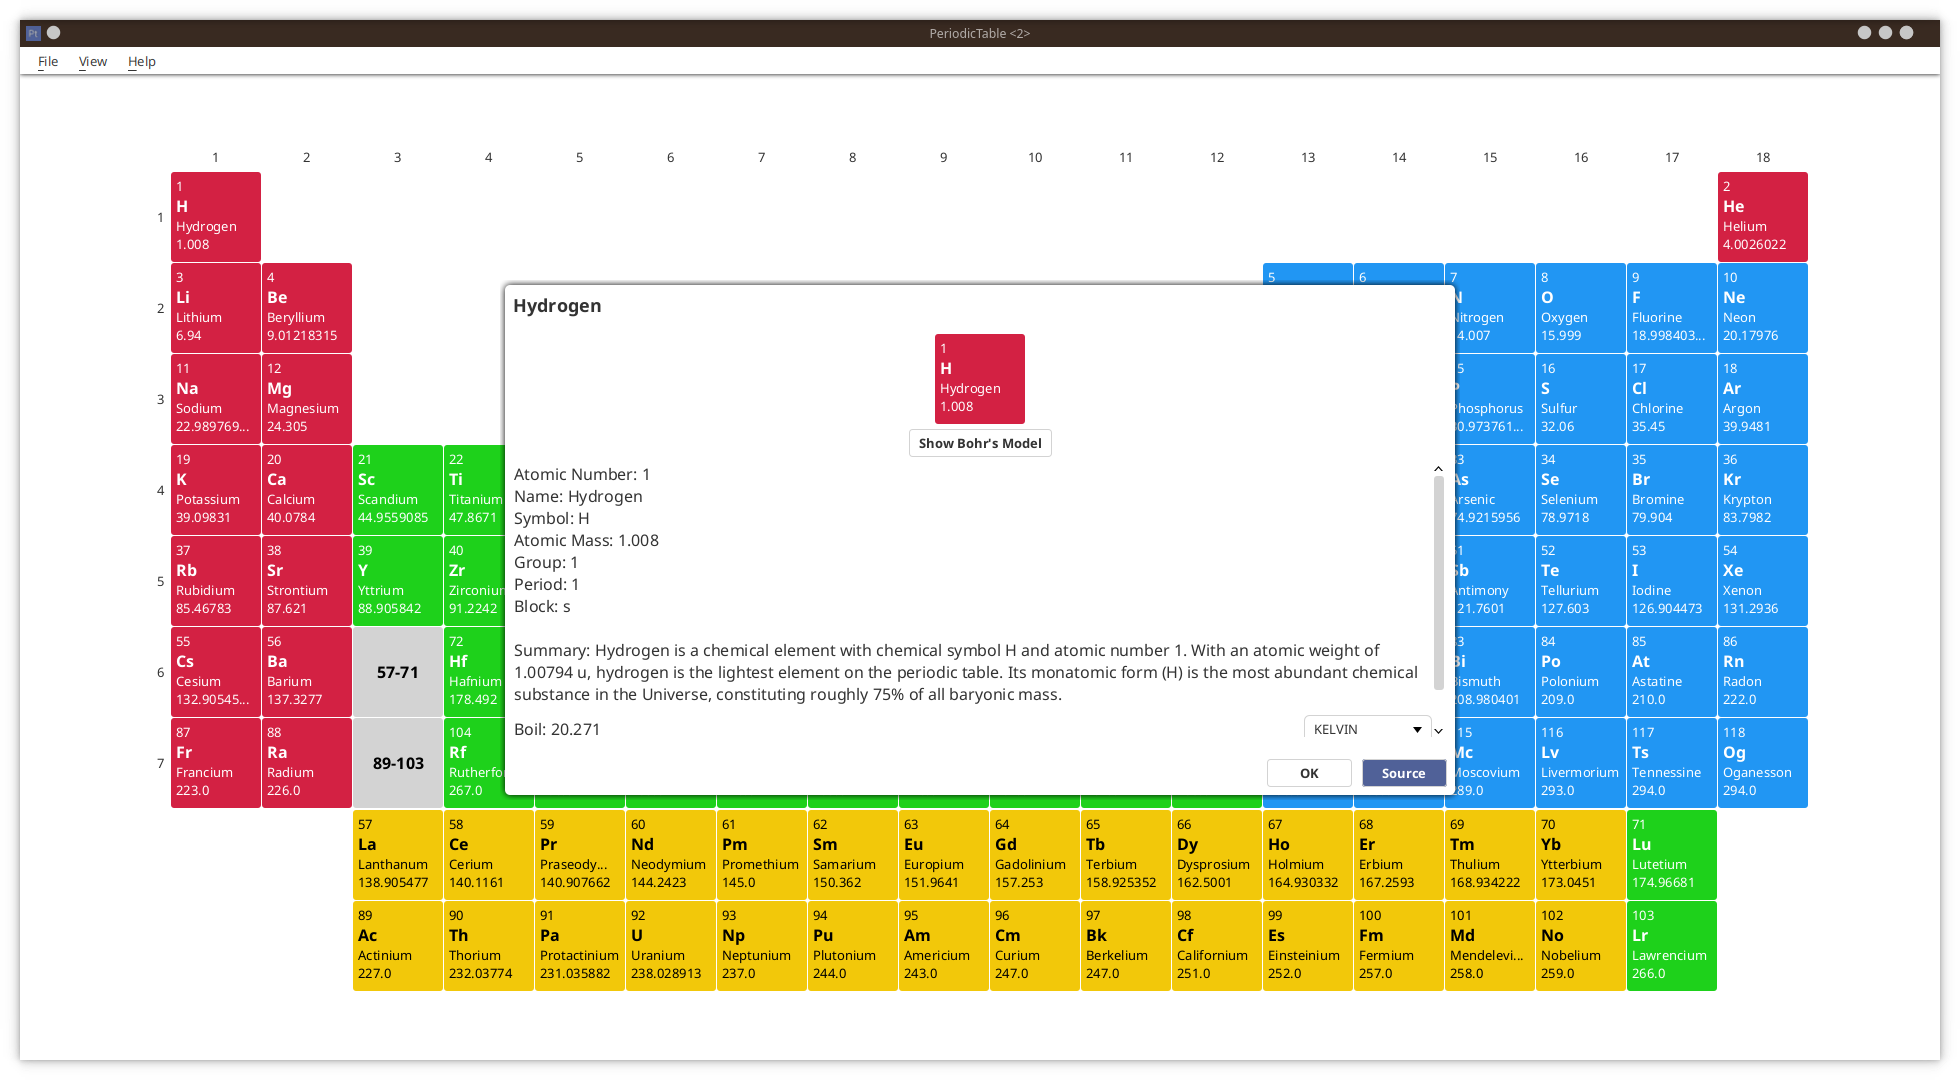 Pt
PeriodicTable <2>
File View Help
1 2 3 4 5 6 7 8 9 10 11 12 13 14 15 16 17 18
1
1
H
Hydrogen
1.008
2
He
Helium
4.0026022
2
3
Li
Lithium
6.94
4
Be
Beryllium
9.01218315
5
6
Nitrogen
8
O
Oxygen
15.999
9
F
Fluorine
18.998403...
10
Ne
Neon
20.17976
3
11
Na
Sodium
22.989769...
12
Mg
Magnesium
24.305
Phosphorus
16
S
Sulfur
32.06
17
Cl
Chlorine
35.45
18
Ar
Argon
39.9481
4
19
K
Potassium
39.09831
20
Ca
Calcium
40.0784
21
Sc
Scandium
44.9559085
22
Ti
Titanium
47.8671
As
Arsenic
74.9215956
34
Se
Selenium
78.9718
35
Br
Bromine
79.904
36
Kr
Krypton
83.7982
5
37
Rb
Rubidium
85.46783
38
Sr
Strontium
87.621
39
Y
Yttrium
88.905842
40
Zr
Zirconiu
91.2242
Sb
Antimony
52
Te
Tellurium
127.603
53
I
Iodine
126.904473
54
Xe
Xenon
131.2936
6
55
Cs
Cesium
132.90545...
56
Ba
Barium
137.3277
57-71
72
Hf
Hafnium
178.492
Bi
Bismuth
208.980401
84
Po
Polonium
209.0
85
At
Astatine
210.0
86
Rn
Radon
222.0
7
87
Fr
Francium
223.0
88
Ra
Radium
226.0
89-103
104
Rf
Rutherfo
267.0
Mc
Moscovium
289.0
116
Lv
Livermorium
293.0
117
Ts
Tennessine
294.0
118
Og
Oganesson
294.0
57
La
Lanthanum
138.905477
58
Ce
Cerium
140.1161
59
Pr
Praseody...
140.907662
60
Nd
Neodymium
144.2423
61
Pm
Promethium
145.0
62
Sm
Samarium
150.362
63
Eu
Europium
151.9641
64
Gd
Gadolinium
157.253
65
Tb
Terbium
158.925352
66
Dy
Dysprosium
162.5001
67
Ho
Holmium
164.930332
68
Er
Erbium
167.2593
69
Tm
Thulium
168.934222
70
Yb
Ytterbium
173.0451
71
Lu
Lutetium
174.96681
89
Ac
Actinium
227.0
90
Th
Thorium
232.03774
91
Pa
Protactinium
231.035882
92
U
Uranium
238.028913
93
Np
Neptunium
237.0
94
Pu
Plutonium
244.0
95
Am
Americium
243.0
96
Cm
Curium
247.0
97
Bk
Berkelium
247.0
98
Cf
Californium
251.0
99
Es
Einsteinium
252.0
100
Fm
Fermium
257.0
101
Md
Mendelevi...
258.0
102
No
Nobelium
259.0
103
Lr
Lawrencium
266.0
Hydrogen
1
H
Hydrogen
1.008
Show Bohr's Model
Atomic Number: 1
Name: Hydrogen
Symbol: H
Atomic Mass: 1.008
Group: 1
Period: 1
Block: s
Summary: Hydrogen is a chemical element with chemical symbol H and atomic number 1. With an atomic weight of
1.00794 u, hydrogen is the lightest element on the periodic table. Its monatomic form (H) is the most abundant chemical
substance in the Universe, constituting roughly 75% of all baryonic mass.
Boil: 20.271
KELVIN
OK
Source